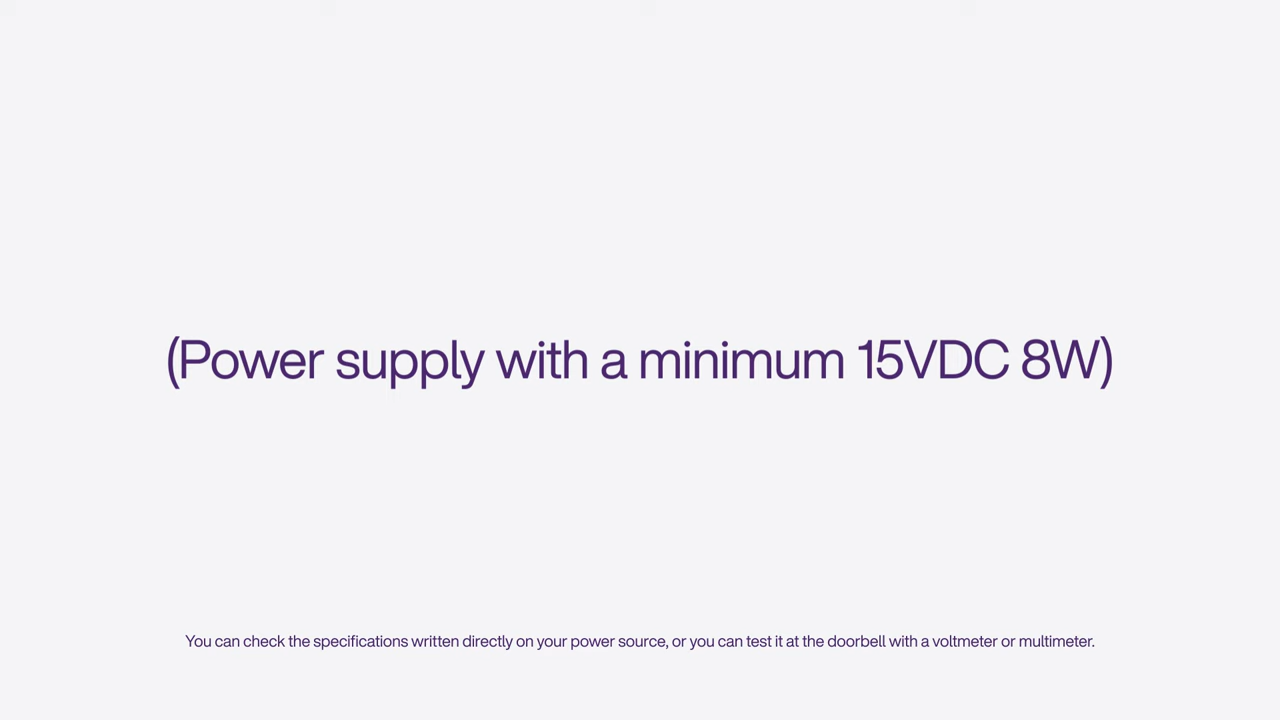 (Power supply with a minimum 15VDC 8W)
You can check the specifications written directly on your power source, or you can test it at the doorbell with a voltmeter or multimeter.